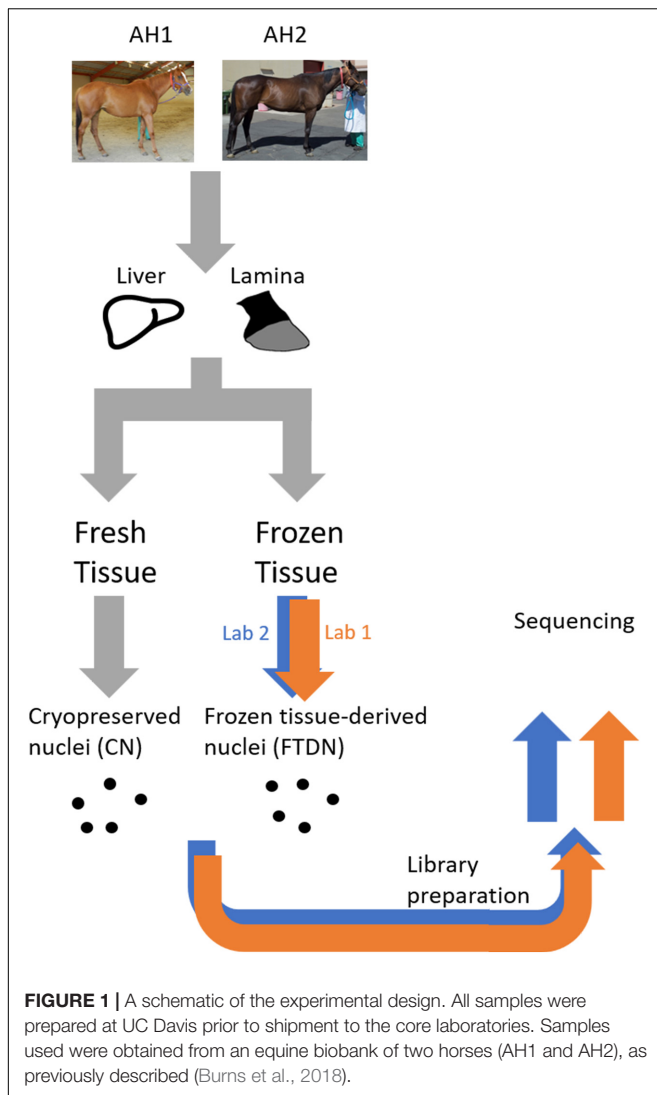 AH1 AH2
Liver Lamina
Fresh Tissue
Frozen Tissue
Lab 2 Lab 1
Sequencing
Cryopreserved nuclei (CN)
Frozen tissue-derived nuclei (FTDN)
Library preparation
FIGURE 1 | A schematic of the experimental design. All samples were
prepared at UC Davis prior to shipment to the core laboratories. Samples
used were obtained from an equine biobank of two horses (AH1 and AH2), as
previously described (Burns et al., 2018).